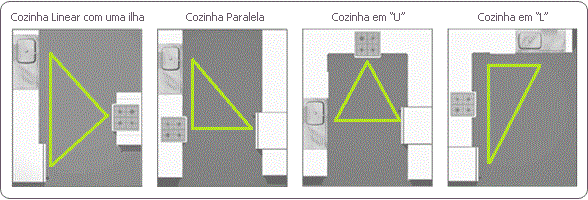 Cozinha Linear com uma ilha
Cozinha Paralela
Cozinha em "U"
Cozinha em "L"